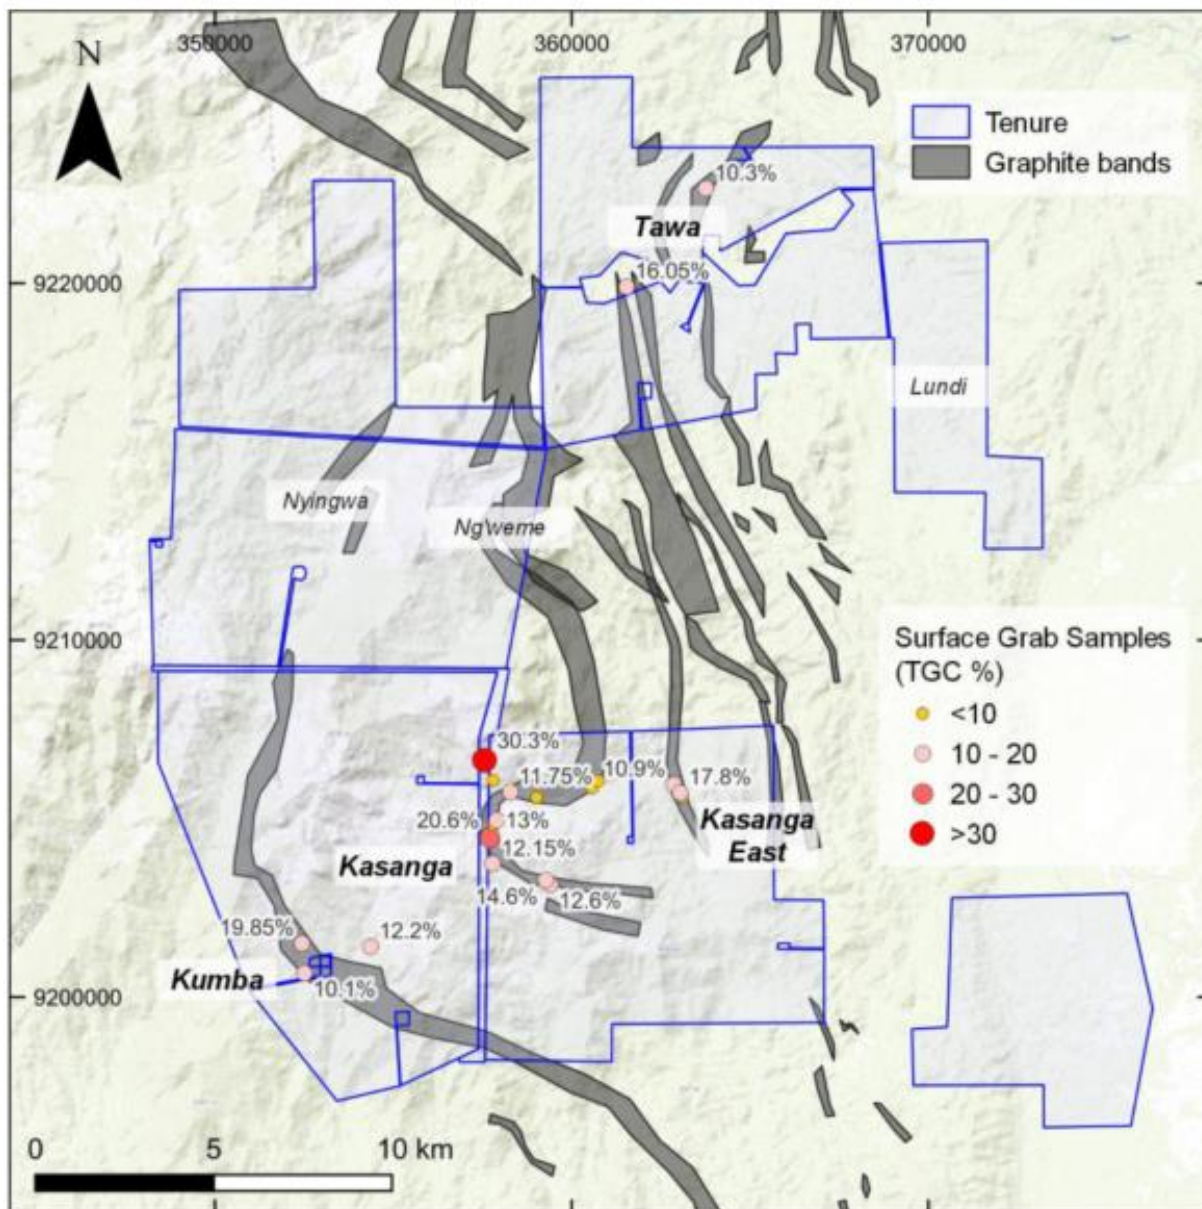 350000
360000
370000
N
Tenure
Graphite bands
10.3%
Tawa
16.05%
9220000
Lundi
Nyingwa
Ng'weme
9210000
Surface Grab Samples
(TGC %)
<10
10 - 20
20 - 30
>30
30.3%
11.75%
10.9%
17.8%
20.6%
13%
Kasanga
East
12.15%
Kasanga
14.6%
12.6%
19.85%
12.2%
Kumba
10.1%
9200000
0
5
10 km